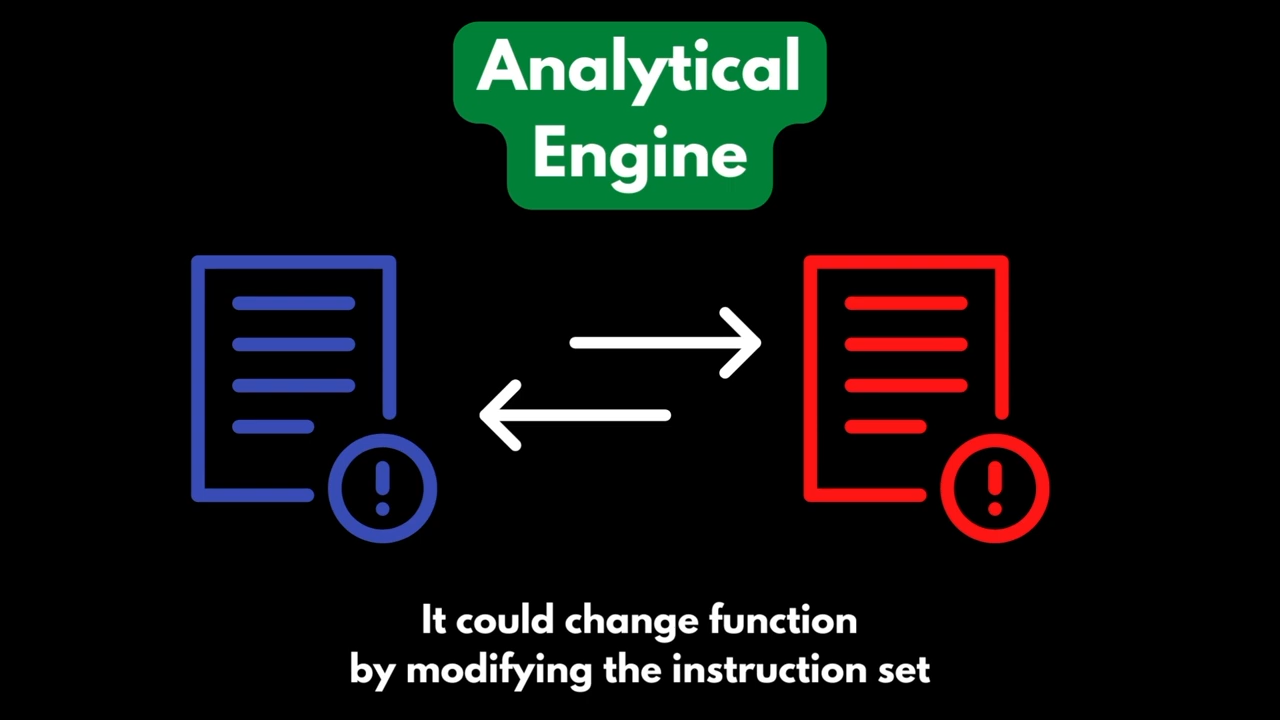 Analytical
Engine
It could change function
by modifying the instruction set